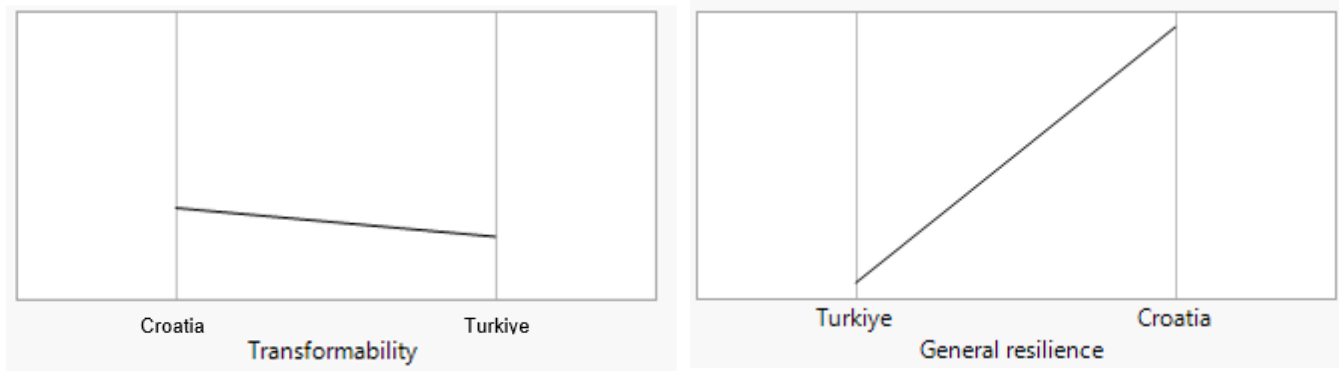 Croatia Turkiye
Transformability
Turkiye Croatia
General resilience